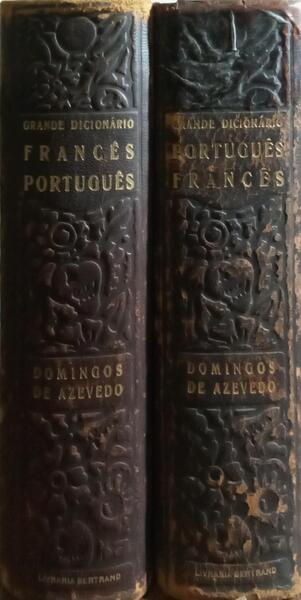 GRANDE DICIONÁRIO
FRANCÊS
PORTUGUÊS
DOMINGOS
DE AZEVEDO
LIVRARIA BERTRAND
GRANDE DICIONÁRIO
PORTUGUÊS
FRANCÊS
DOMINGOS
DE AZEVEDO
LIVRARIA BERTRAND